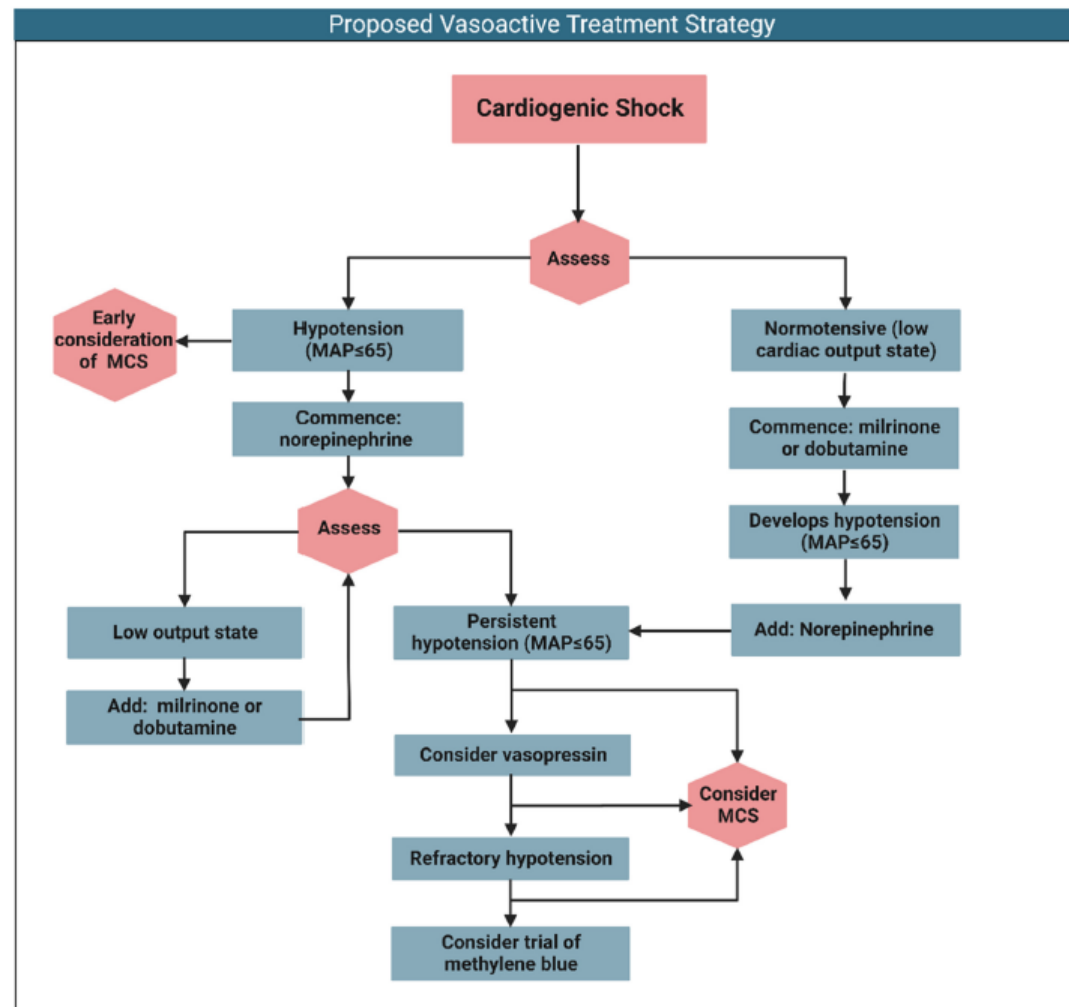 Proposed Vasoactive Treatment Strategy
Cardiogenic Shock
Assess
Early
consideration
of MCS
Hypotension
(MAP≤65)
Normotensive (low
cardiac output state)
Commence:
norepinephrine
Commence: milrinone
or dobutamine
Assess
Develops hypotension
(MAP≤65)
Low output state
Persistent
hypotension (MAP≤65)
Add: Norepinephrine
Add: milrinone or
dobutamine
Consider vasopressin
Consider
MCS
Refractory hypotension
Consider trial of
methylene blue